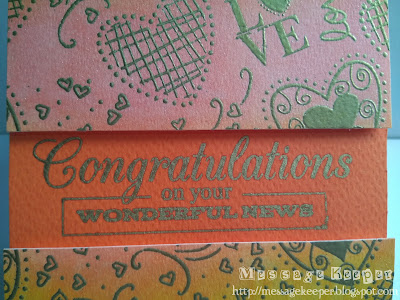 LOVE
Congratulations
on your
WONDERFUL NEWS
Message Keeper
http://messagekeeper.blogspot.com